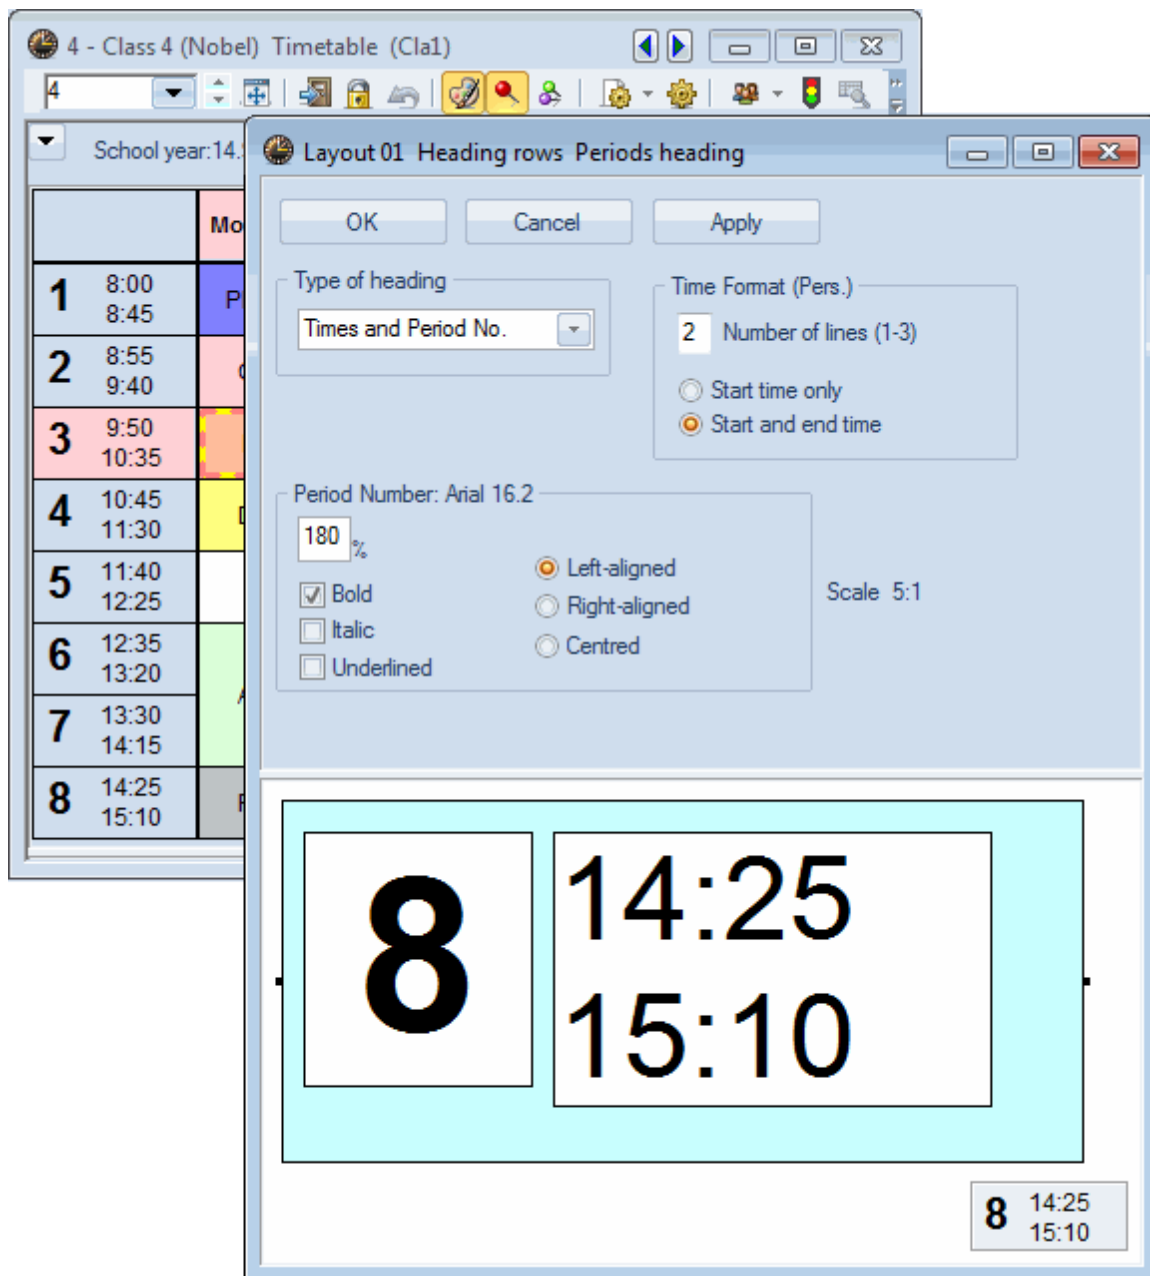 4 - Class 4 (Nobel) Timetable (Cla1)
4
School year:14.
Layout 01 Heading rows Periods heading
OK Cancel Apply
Type of heading
Times and Period No.
Time Format (Pers.)
2 Number of lines (1-3)
Start time only
Start and end time
Period Number: Arial 16.2
180 %
Bold
Italic
Underlined
Left-aligned
Right-aligned
Centred
Scale 5:1
Mo
1 8:00
8:45
P
2 8:55
9:40
3 9:50
10:35
4 10:45
11:30
5 11:40
12:25
6 12:35
13:20
7 13:30
14:15
8 14:25
15:10
8 14:25
15:10
8 14:25
15:10